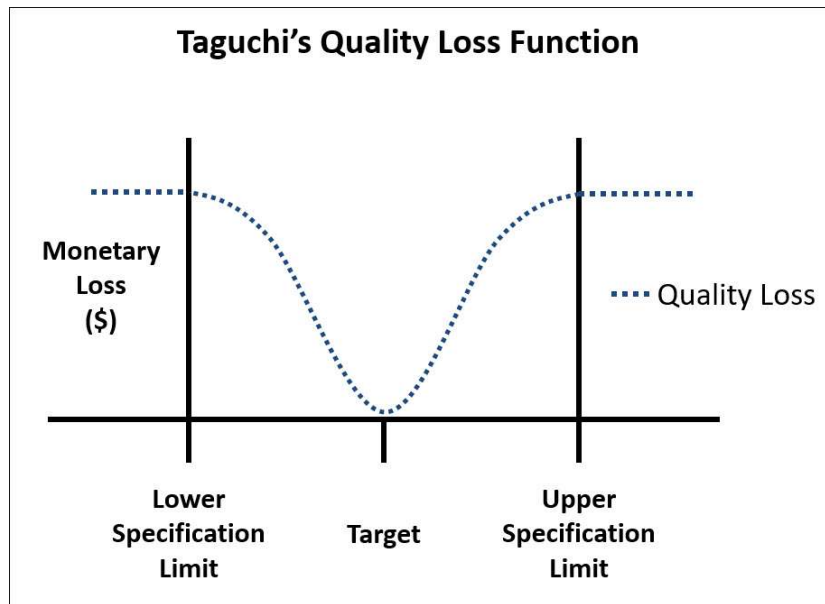 Taguchi’s Quality Loss Function
Monetary
Loss
($)
Quality Loss
Lower
Specification
Limit
Target
Upper
Specification
Limit